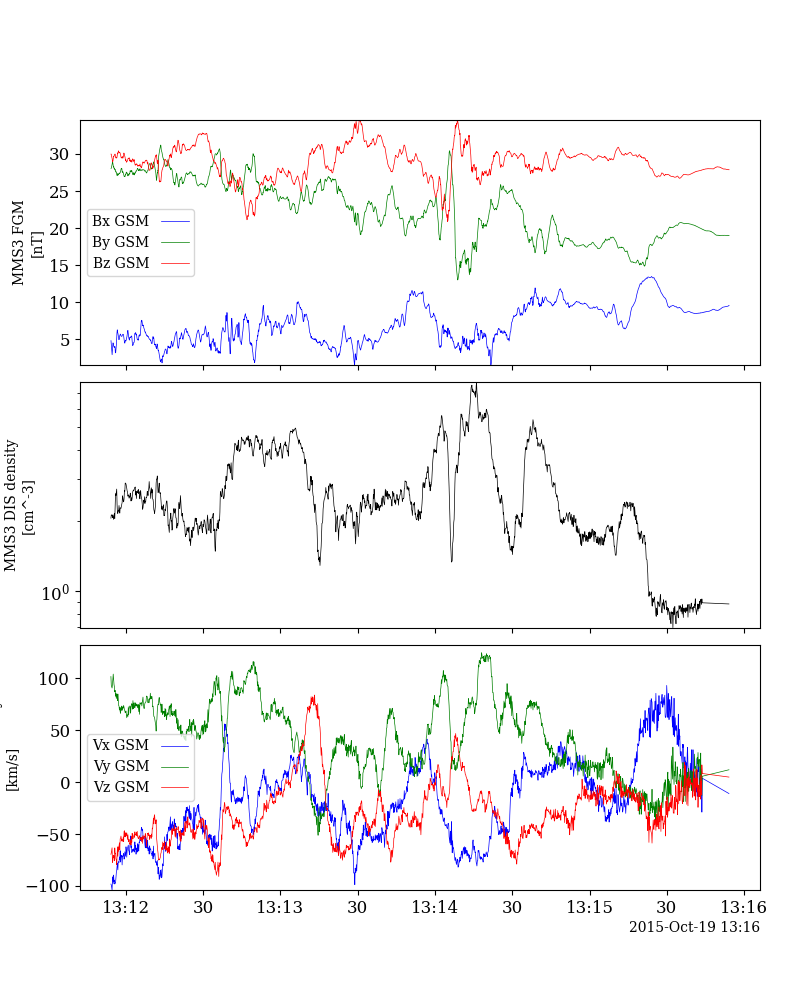 MMS3 FGM
[nT]
30
25
20
15
10
5
Bx GSM
By GSM
Bz GSM
MMS3 DIS density
[cm^-3]
10^0
[km/s]
100
50
0
−50
−100
Vx GSM
Vy GSM
Vz GSM
13:12 30 13:13 30 13:14 30 13:15 30 13:16
2015-Oct-19 13:16